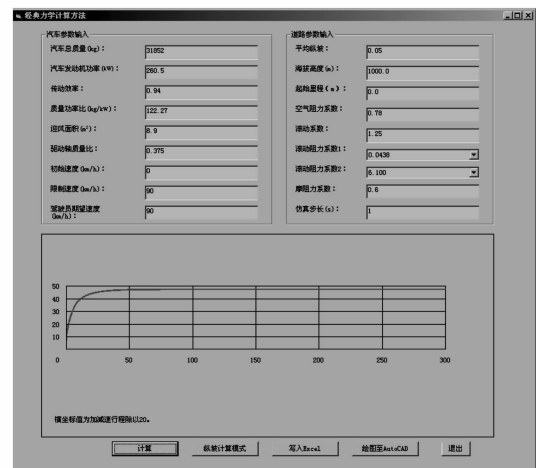 经典力学计算方法
汽车参数输入
汽车总质量(kg): 31852
汽车发动机功率(kW): 260.5
传动效率: 0.94
质量功率比(kg/kW): 122.27
迎风面积(m²): 8.9
驱动轴质量比: 0.375
初始速度(km/h): 0
限制速度(km/h): 90
驾驶员期望速度(km/h): 90
道路参数输入
平均纵坡: 0.05
海拔高度(m): 1000.0
起始里程(m): 0.0
空气阻力系数: 0.78
滚动系数: 1.25
滚动阻力系数1: 0.0438
滚动阻力系数2: 6.100
摩阻力系数: 0.6
仿真步长(s): 1
50
40
30
20
10
0 50 100 150 200 250 300
横坐标值为加减速行程除以20。
计算 纵坡计算模式 写入Excel 绘图至AutoCAD 退出